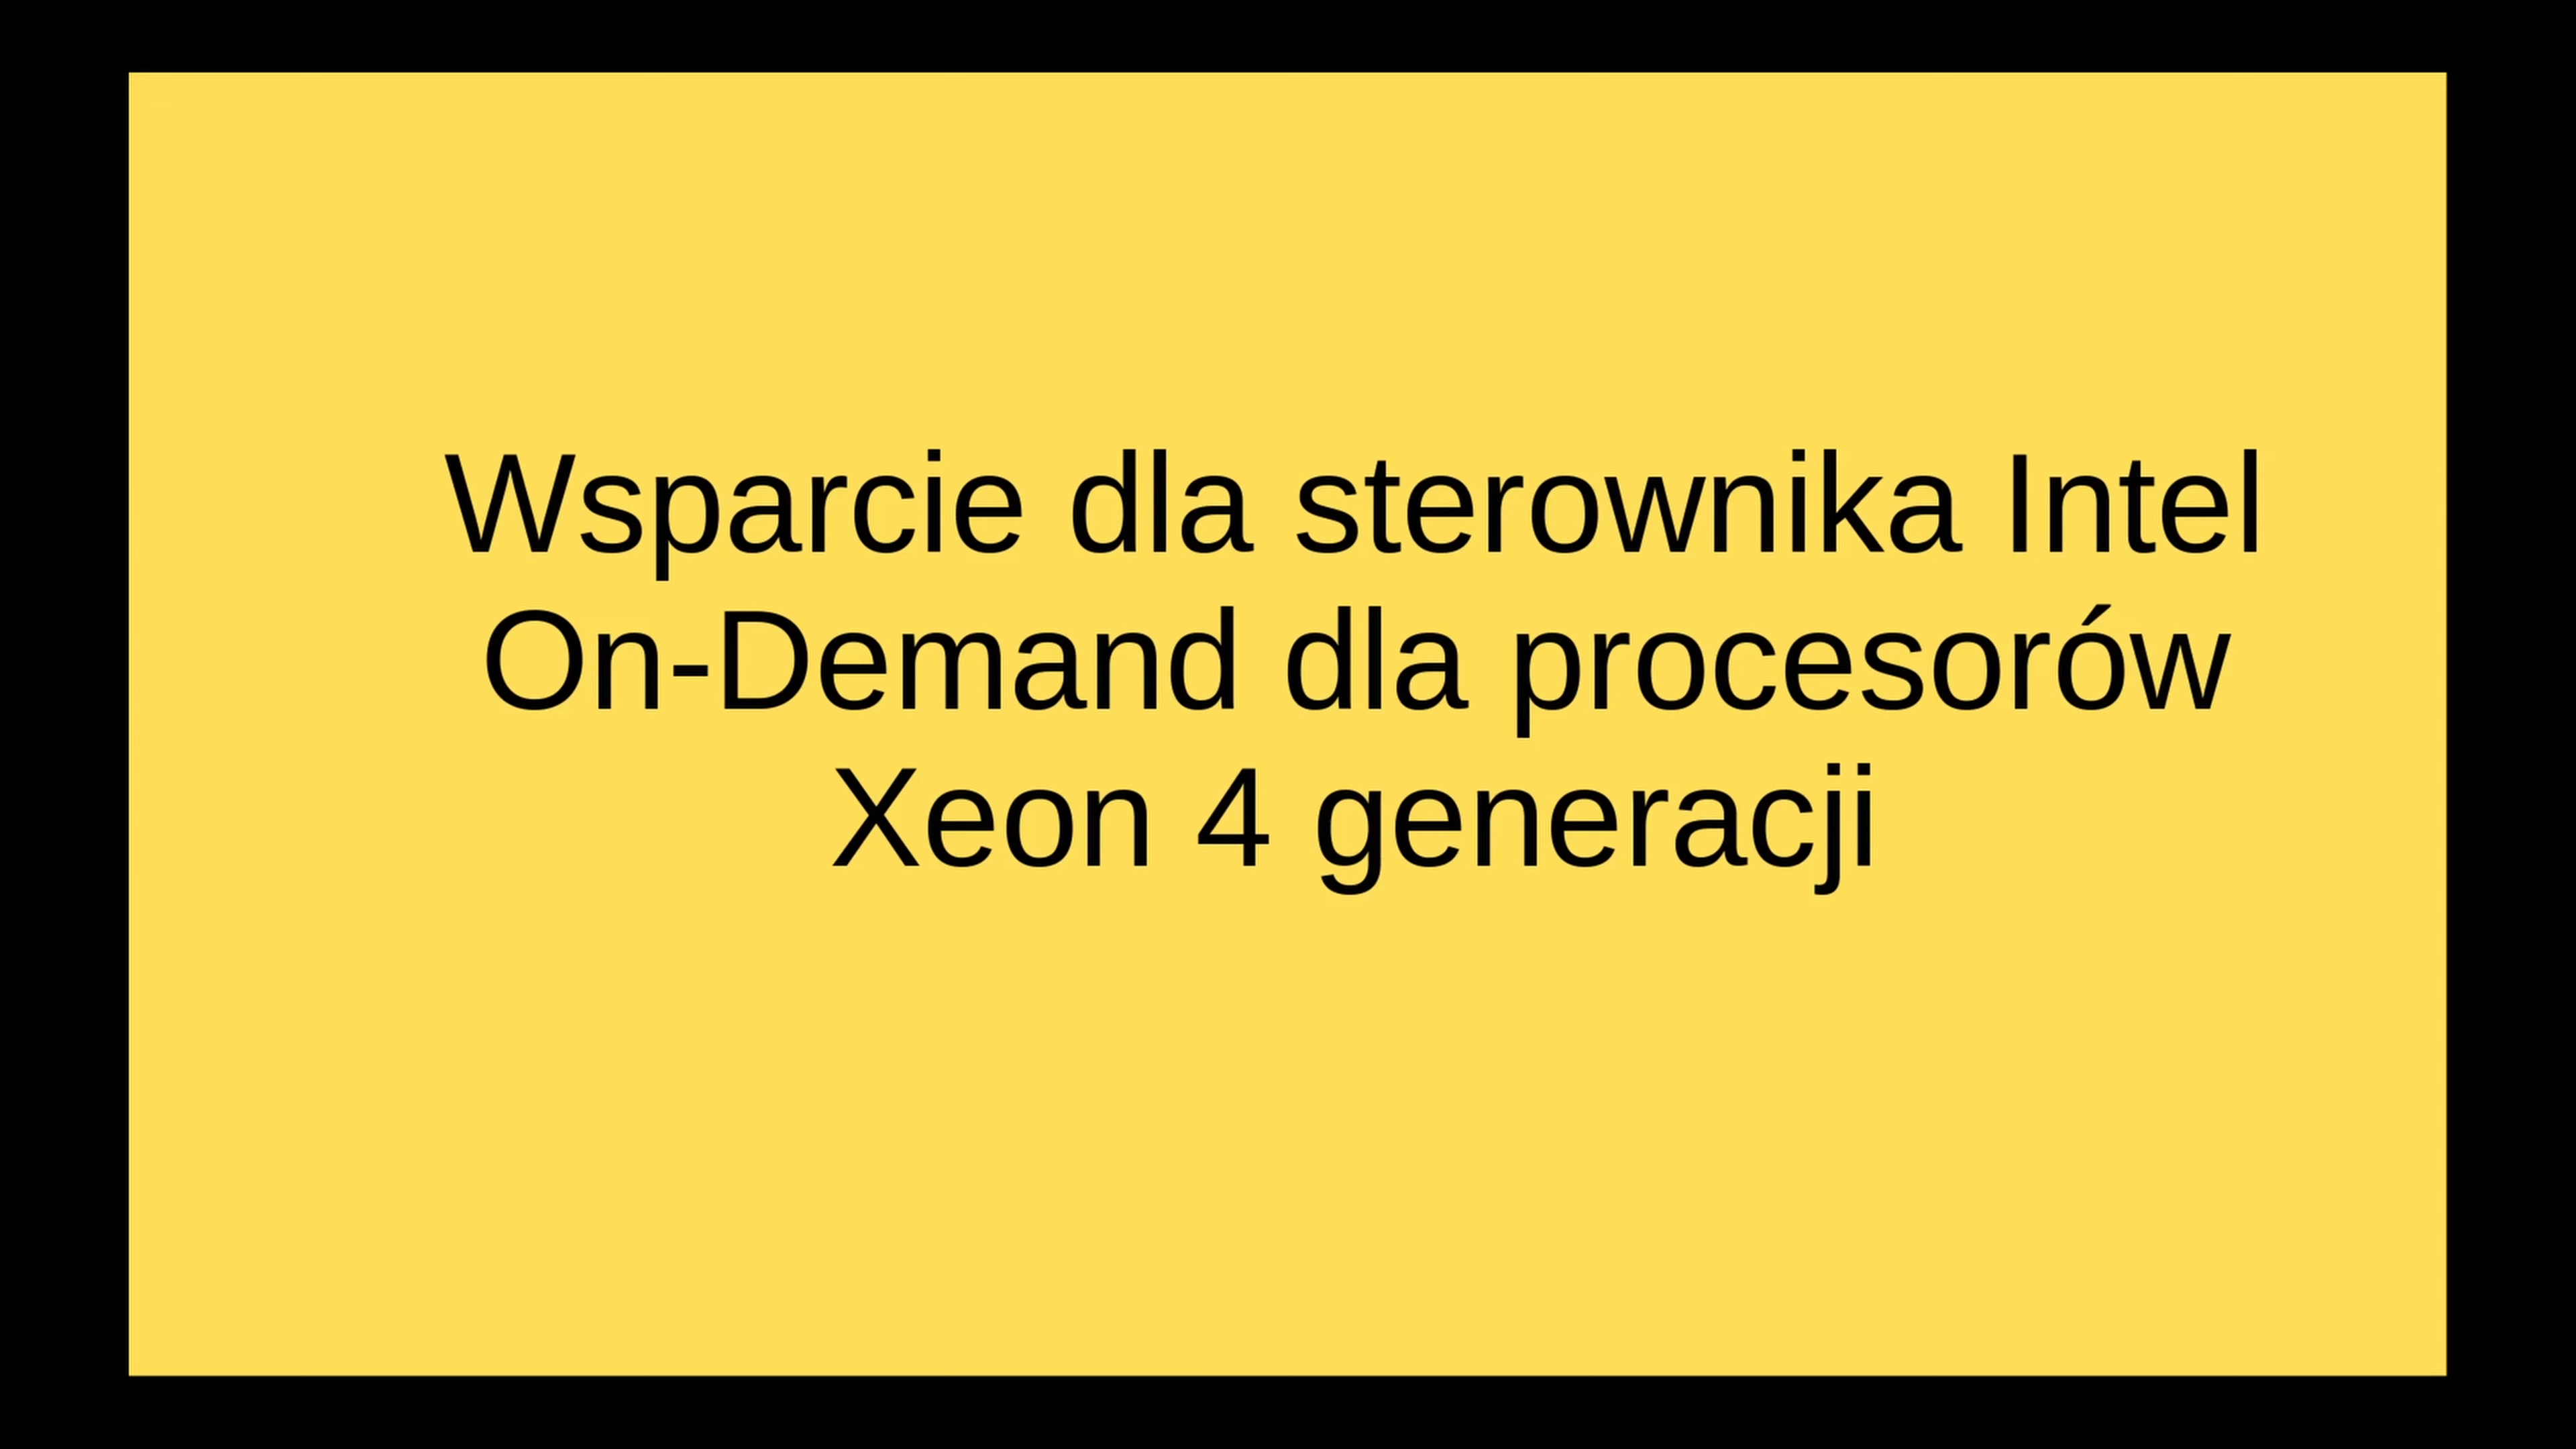 Wsparcie dla sterownika Intel
On-Demand dla procesorów
Xeon 4 generacji